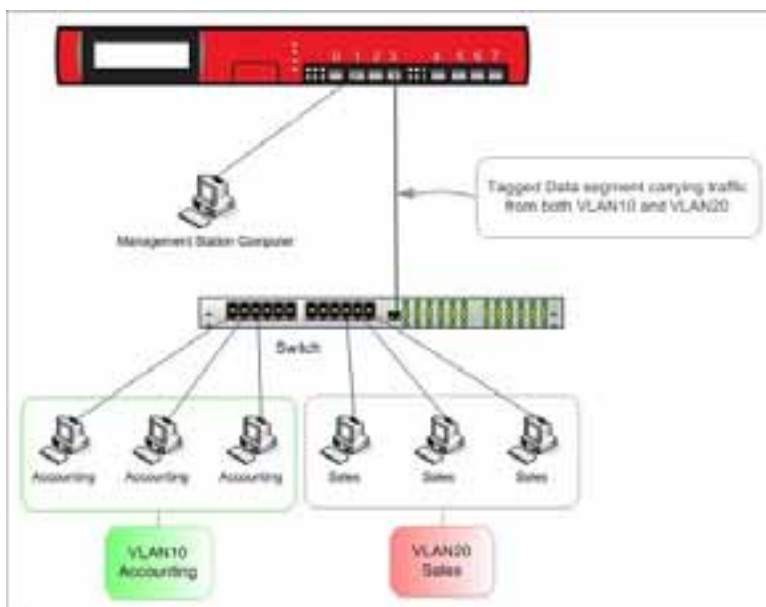 0 1 2 3 4 5 6 7
Tagged Data segment carrying traffic
from both VLAN10 and VLAN20
Management Station Computer
Switch
Accounting
Accounting
Accounting
Sales
Sales
Sales
VLAN10
Accounting
VLAN20
Sales